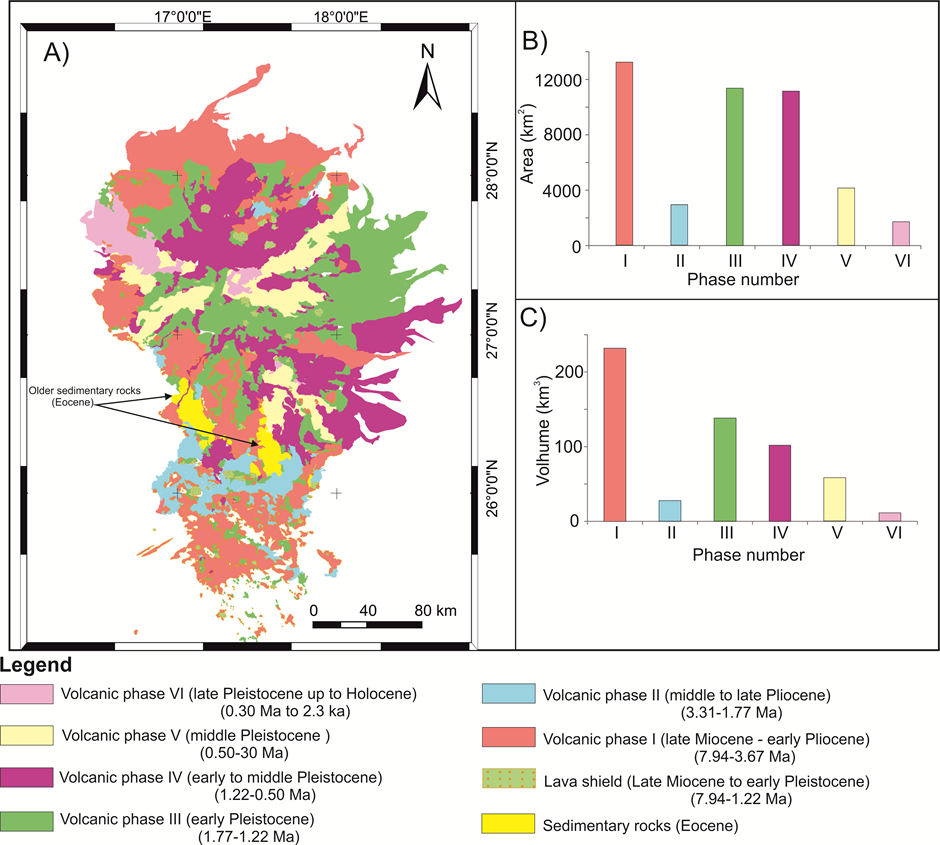 17°0'0"E
18°0'0"E
A)
N
28°0'0"N
27°0'0"N
26°0'0"N
Older sedimentary rocks
(Eocene)
0 40 80 km
B)
Area (km²)
12000
8000
4000
0
I II III IV V VI
Phase number
C)
Volhume (km³)
200
100
0
I II III IV V VI
Phase number
Legend
Volcanic phase VI (late Pleistocene up to Holocene)
(0.30 Ma to 2.3 ka)
Volcanic phase V (middle Pleistocene )
(0.50-30 Ma)
Volcanic phase IV (early to middle Pleistocene)
(1.22-0.50 Ma)
Volcanic phase III (early Pleistocene)
(1.77-1.22 Ma)
Volcanic phase II (middle to late Pliocene)
(3.31-1.77 Ma)
Volcanic phase I (late Miocene - early Pliocene)
(7.94-3.67 Ma)
Lava shield (Late Miocene to early Pleistocene)
(7.94-1.22 Ma)
Sedimentary rocks (Eocene)